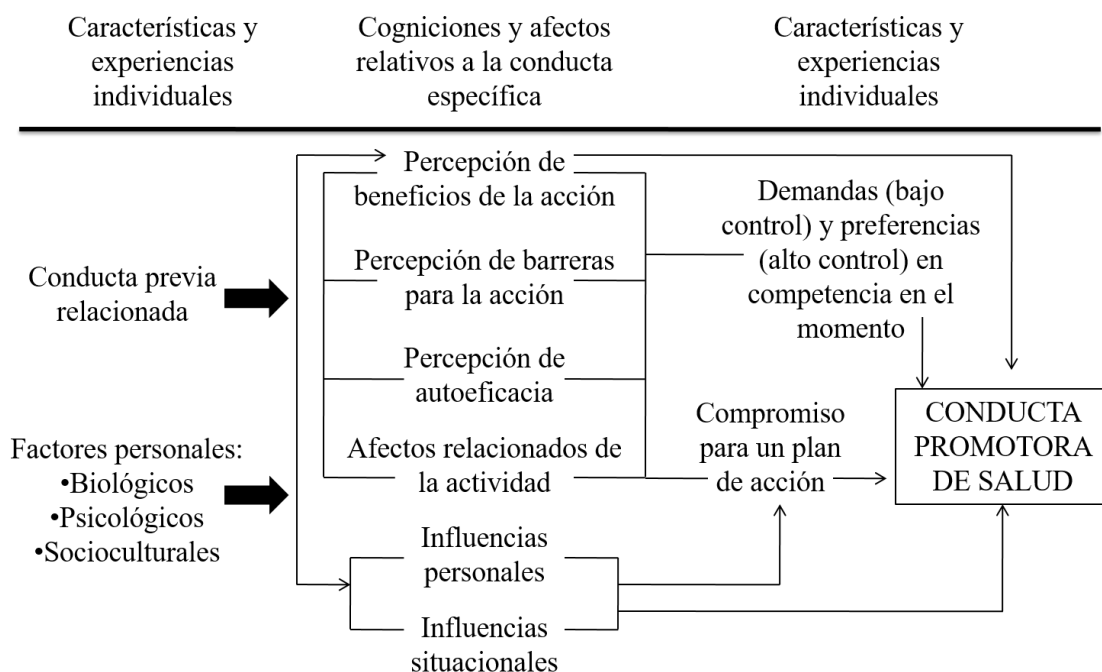 Características y
experiencias
individuales
Cogniciones y afectos
relativos a la conducta
específica
Características y
experiencias
individuales
Conducta previa
relacionada
Factores personales:
•Biológicos
•Psicológicos
•Socioculturales
Percepción de
beneficios de la acción
Percepción de barreras
para la acción
Percepción de
autoeficacia
Afectos relacionados de
la actividad
Influencias
personales
Influencias
situacionales
Demandas (bajo
control) y preferencias
(alto control) en
competencia en el
momento
Compromiso
para un plan
de acción
CONDUCTA
PROMOTORA
DE SALUD